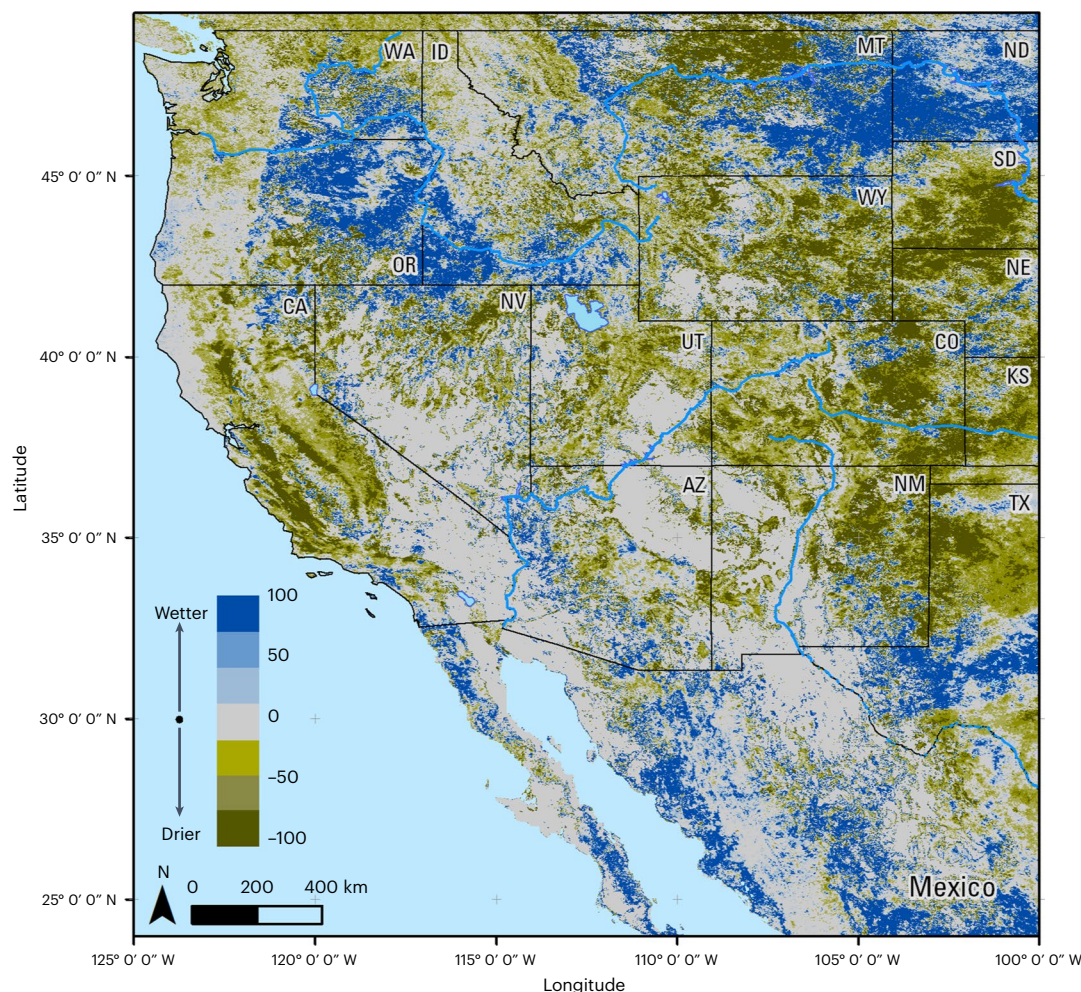 WA ID MT ND
SD
45° 0′ 0″ N
WY
OR NE
CA NV
UT CO
40° 0′ 0″ N
KS
AZ NM
TX
35° 0′ 0″ N
Latitude
Wetter
100
50
0
−50
−100
Drier
30° 0′ 0″ N
N
0 200 400 km
25° 0′ 0″ N
Mexico
125° 0′ 0″ W 120° 0′ 0″ W 115° 0′ 0″ W 110° 0′ 0″ W 105° 0′ 0″ W 100° 0′ 0″ W
Longitude